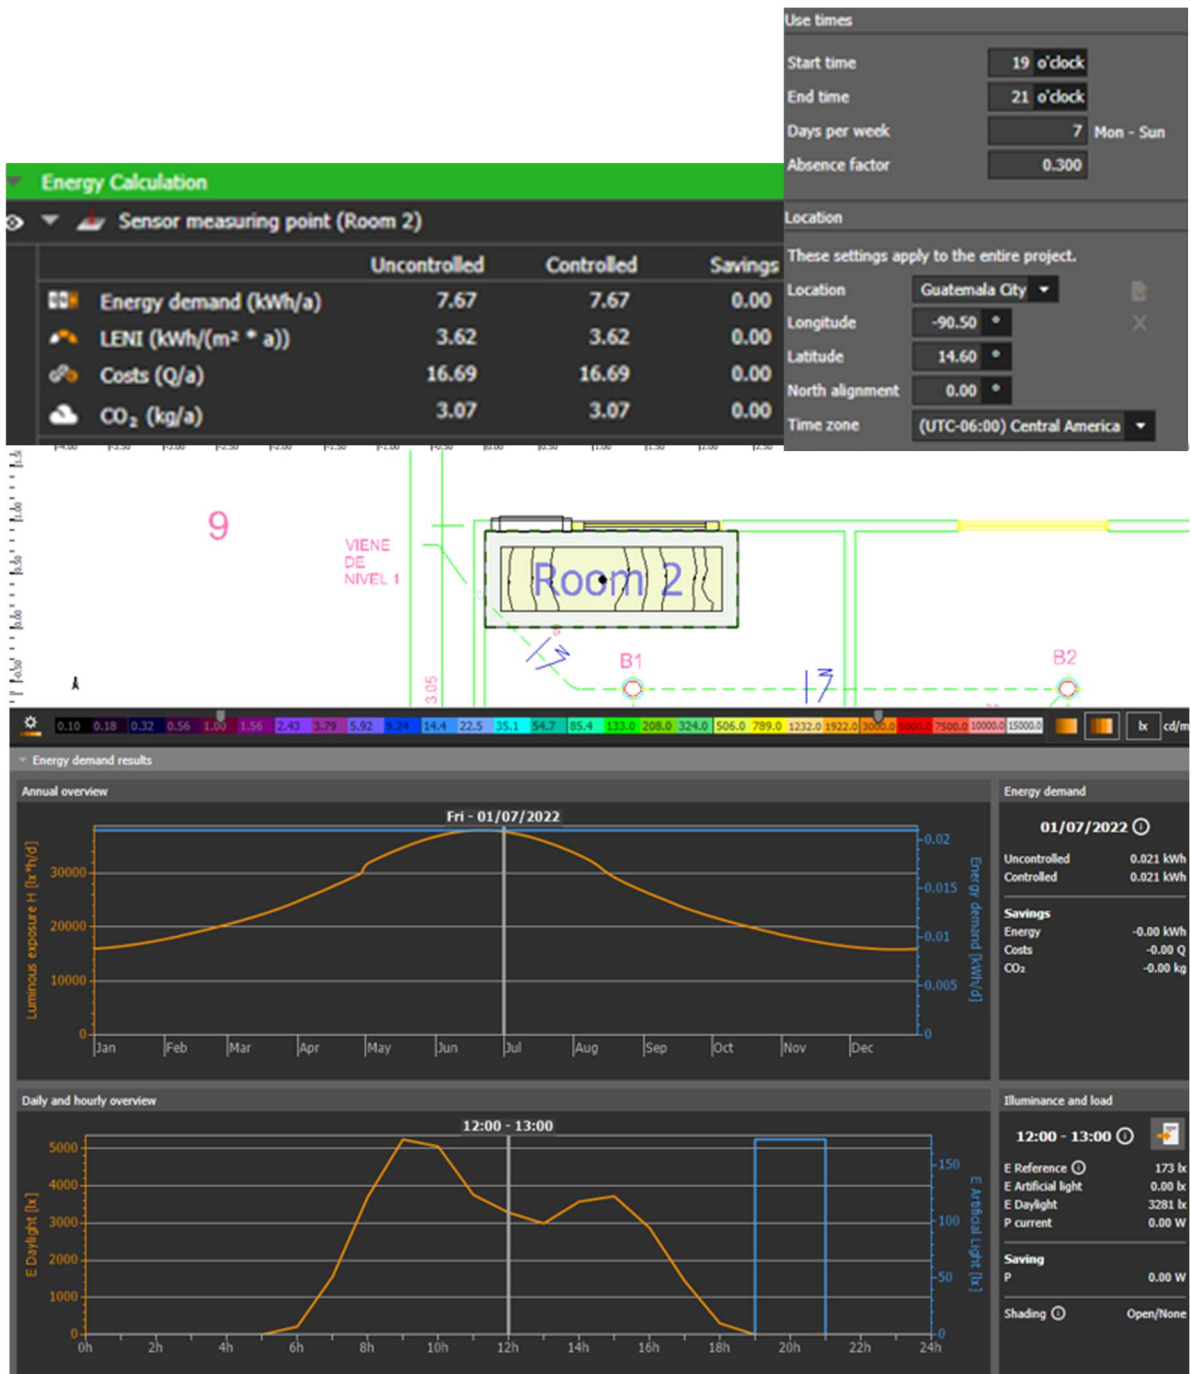 Use times
Start time 19 o'clock
End time 21 o'clock
Days per week 7 Mon - Sun
Absence factor 0.300
Location
These settings apply to the entire project.
Location Guatemala City
Longitude -90.50 °
Latitude 14.60 °
North alignment 0.00 °
Time zone (UTC-06:00) Central America
Energy Calculation
Sensor measuring point (Room 2)
Uncontrolled Controlled Savings
Energy demand (kWh/a) 7.67 7.67 0.00
LENI (kWh/(m² * a)) 3.62 3.62 0.00
Costs (Q/a) 16.69 16.69 0.00
CO₂ (kg/a) 3.07 3.07 0.00
9
VIENE
DE
NIVEL 1
Room 2
3.05
N
B1
N
B2
0.10 0.18 0.32 0.56 1.00 1.56 2.43 3.79 5.92 9.24 14.4 22.5 35.1 54.7 85.4 133.0 208.0 324.0 506.0 789.0 1232.0 1922.0 3000.0 5000.0 7500.0 10000.0 15000.0 lx cd/m
Energy demand results
Annual overview
Fri - 01/07/2022
Luminous exposure H [lx*h/d]
30000
20000
10000
0
Energy demand [kWh/d]
0.02
0.015
0.01
0.005
0
Jan Feb Mar Apr May Jun Jul Aug Sep Oct Nov Dec
Energy demand
01/07/2022
Uncontrolled 0.021 kWh
Controlled 0.021 kWh
Savings
Energy -0.00 kWh
Costs -0.00 Q
CO₂ -0.00 kg
Daily and hourly overview
12:00 - 13:00
E Daylight [lx]
5000
4000
3000
2000
1000
0
E Artificial Light [lx]
150
100
50
0
0h 2h 4h 6h 8h 10h 12h 14h 16h 18h 20h 22h 24h
Illuminance and load
12:00 - 13:00
E Reference 173 lx
E Artificial light 0.00 lx
E Daylight 3281 lx
P current 0.00 W
Saving
P 0.00 W
Shading Open/None